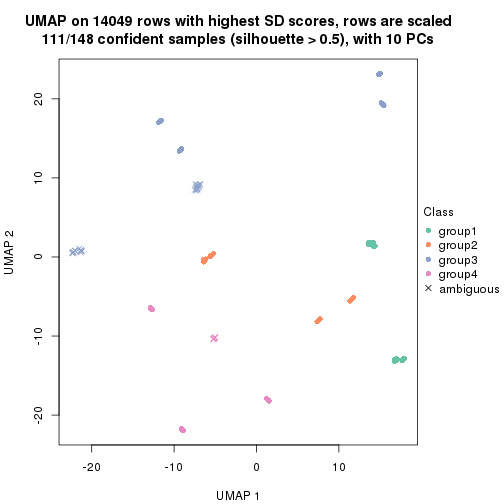 UMAP on 14049 rows with highest SD scores, rows are scaled
111/148 confident samples (silhouette > 0.5), with 10 PCs
20
10
0
-10
-20
UMAP 2
-20
-10
0
10
UMAP 1
Class
group1
group2
group3
group4
ambiguous